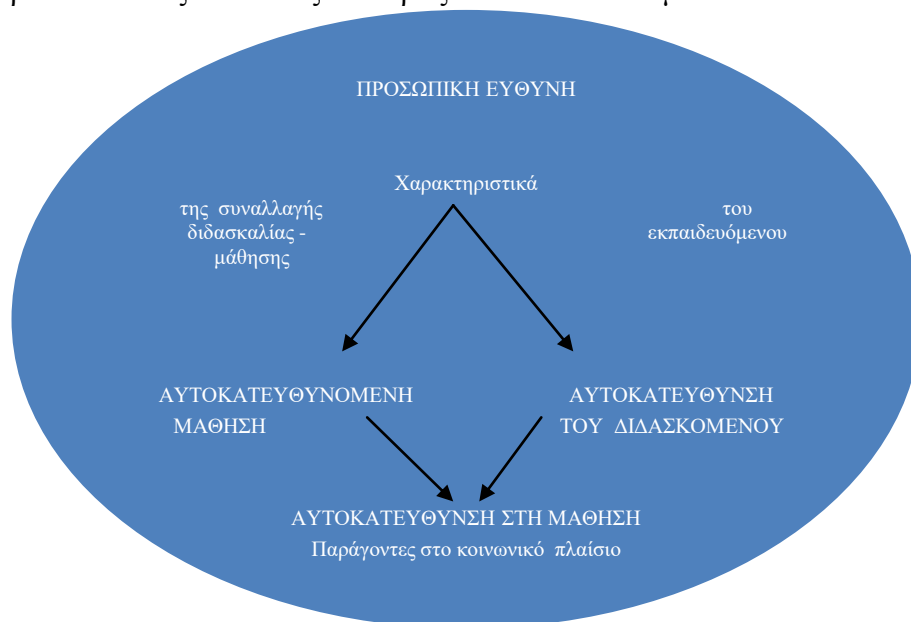 ΠΡΟΣΩΠΙΚΗ ΕΥΘΥΝΗ
Χαρακτηριστικά
της συναλλαγής
διδασκαλίας -
μάθησης
του
εκπαιδευόμενου
ΑΥΤΟΚΑΤΕΥΘΥΝΟΜΕΝΗ
ΜΑΘΗΣΗ
ΑΥΤΟΚΑΤΕΥΘΥΝΣΗ
ΤΟΥ ΔΙΔΑΣΚΟΜΕΝΟΥ
ΑΥΤΟΚΑΤΕΥΘΥΝΣΗ ΣΤΗ ΜΑΘΗΣΗ
Παράγοντες στο κοινωνικό πλαίσιο